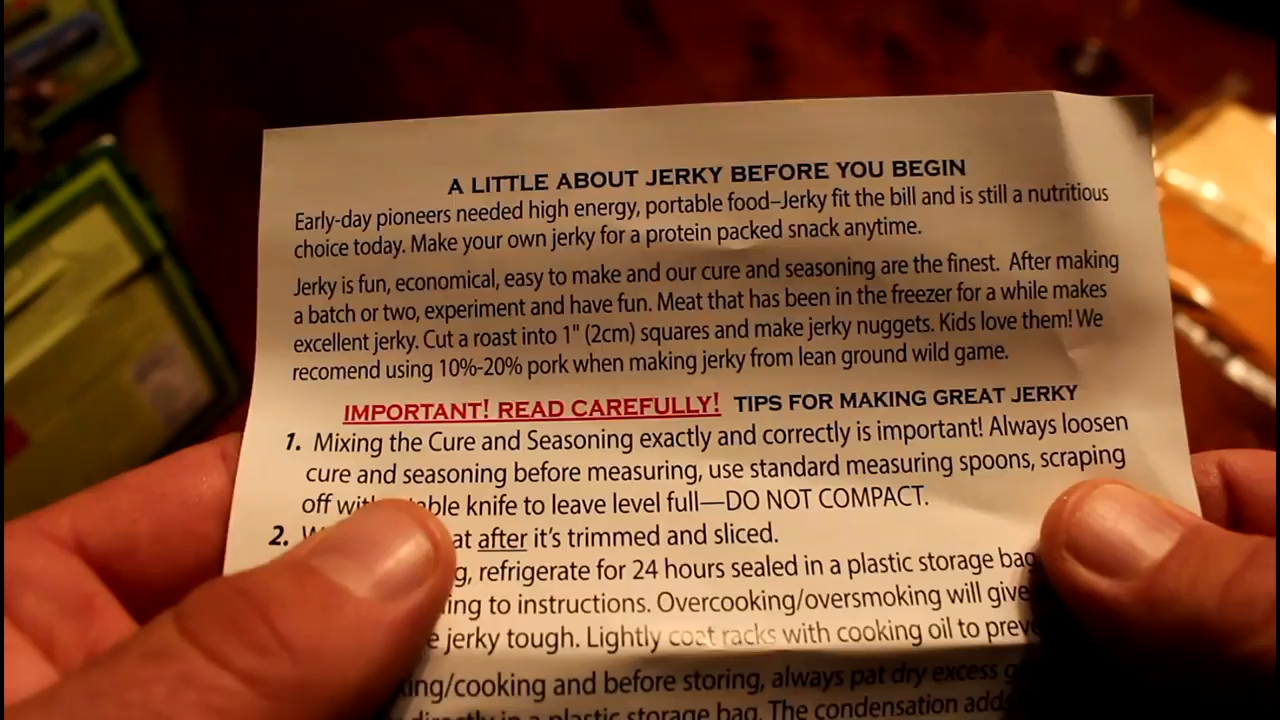 A LITTLE ABOUT JERKY BEFORE YOU BEGIN
Early-day pioneers needed high energy, portable food–Jerky fit the bill and is still a nutritious
choice today. Make your own jerky for a protein packed snack anytime.
Jerky is fun, economical, easy to make and our cure and seasoning are the finest. After making
a batch or two, experiment and have fun. Meat that has been in the freezer for a while makes
excellent jerky. Cut a roast into 1" (2cm) squares and make jerky nuggets. Kids love them! We
recomend using 10%-20% pork when making jerky from lean ground wild game.
IMPORTANT! READ CAREFULLY! TIPS FOR MAKING GREAT JERKY
1. Mixing the Cure and Seasoning exactly and correctly is important! Always loosen
cure and seasoning before measuring, use standard measuring spoons, scraping
off knife to leave level full—DO NOT COMPACT.
2. after it's trimmed and sliced.
refrigerate for 24 hours sealed in a plastic storage bag
to instructions. Overcooking/oversmoking will give
jerky tough. Lightly coat racks with cooking oil to
cooking and before storing, always pat dry excess
directly in a plastic storage bag. The condensation